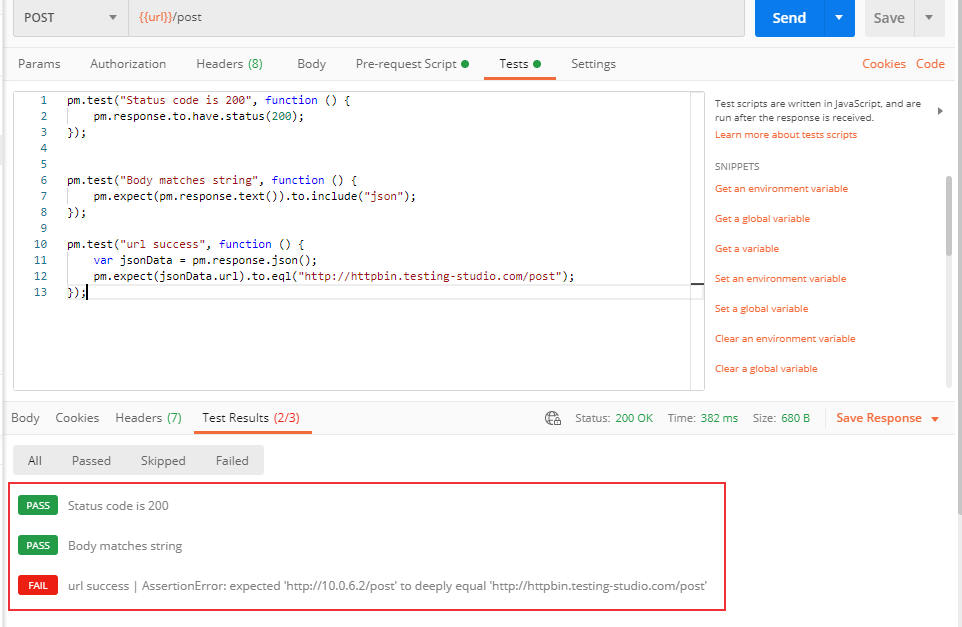 POST {{url}}/post Send Save
Params Authorization Headers (8) Body Pre-request Script Tests Settings Cookies Code
1 pm.test("Status code is 200", function () {
2 pm.response.to.have.status(200);
3 });
4
5
6 pm.test("Body matches string", function () {
7 pm.expect(pm.response.text()).to.include("json");
8 });
9
10 pm.test("url success", function () {
11 var jsonData = pm.response.json();
12 pm.expect(jsonData.url).to.eql("http://httpbin.testing-studio.com/post");
13 });
Test scripts are written in JavaScript, and are
run after the response is received.
Learn more about tests scripts
SNIPPETS
Get an environment variable
Get a global variable
Get a variable
Set an environment variable
Set a global variable
Clear an environment variable
Clear a global variable
Body Cookies Headers (7) Test Results (2/3) Status: 200 OK Time: 382 ms Size: 680 B Save Response
All Passed Skipped Failed
PASS Status code is 200
PASS Body matches string
FAIL url success | AssertionError: expected 'http://10.0.6.2/post' to deeply equal 'http://httpbin.testing-studio.com/post'